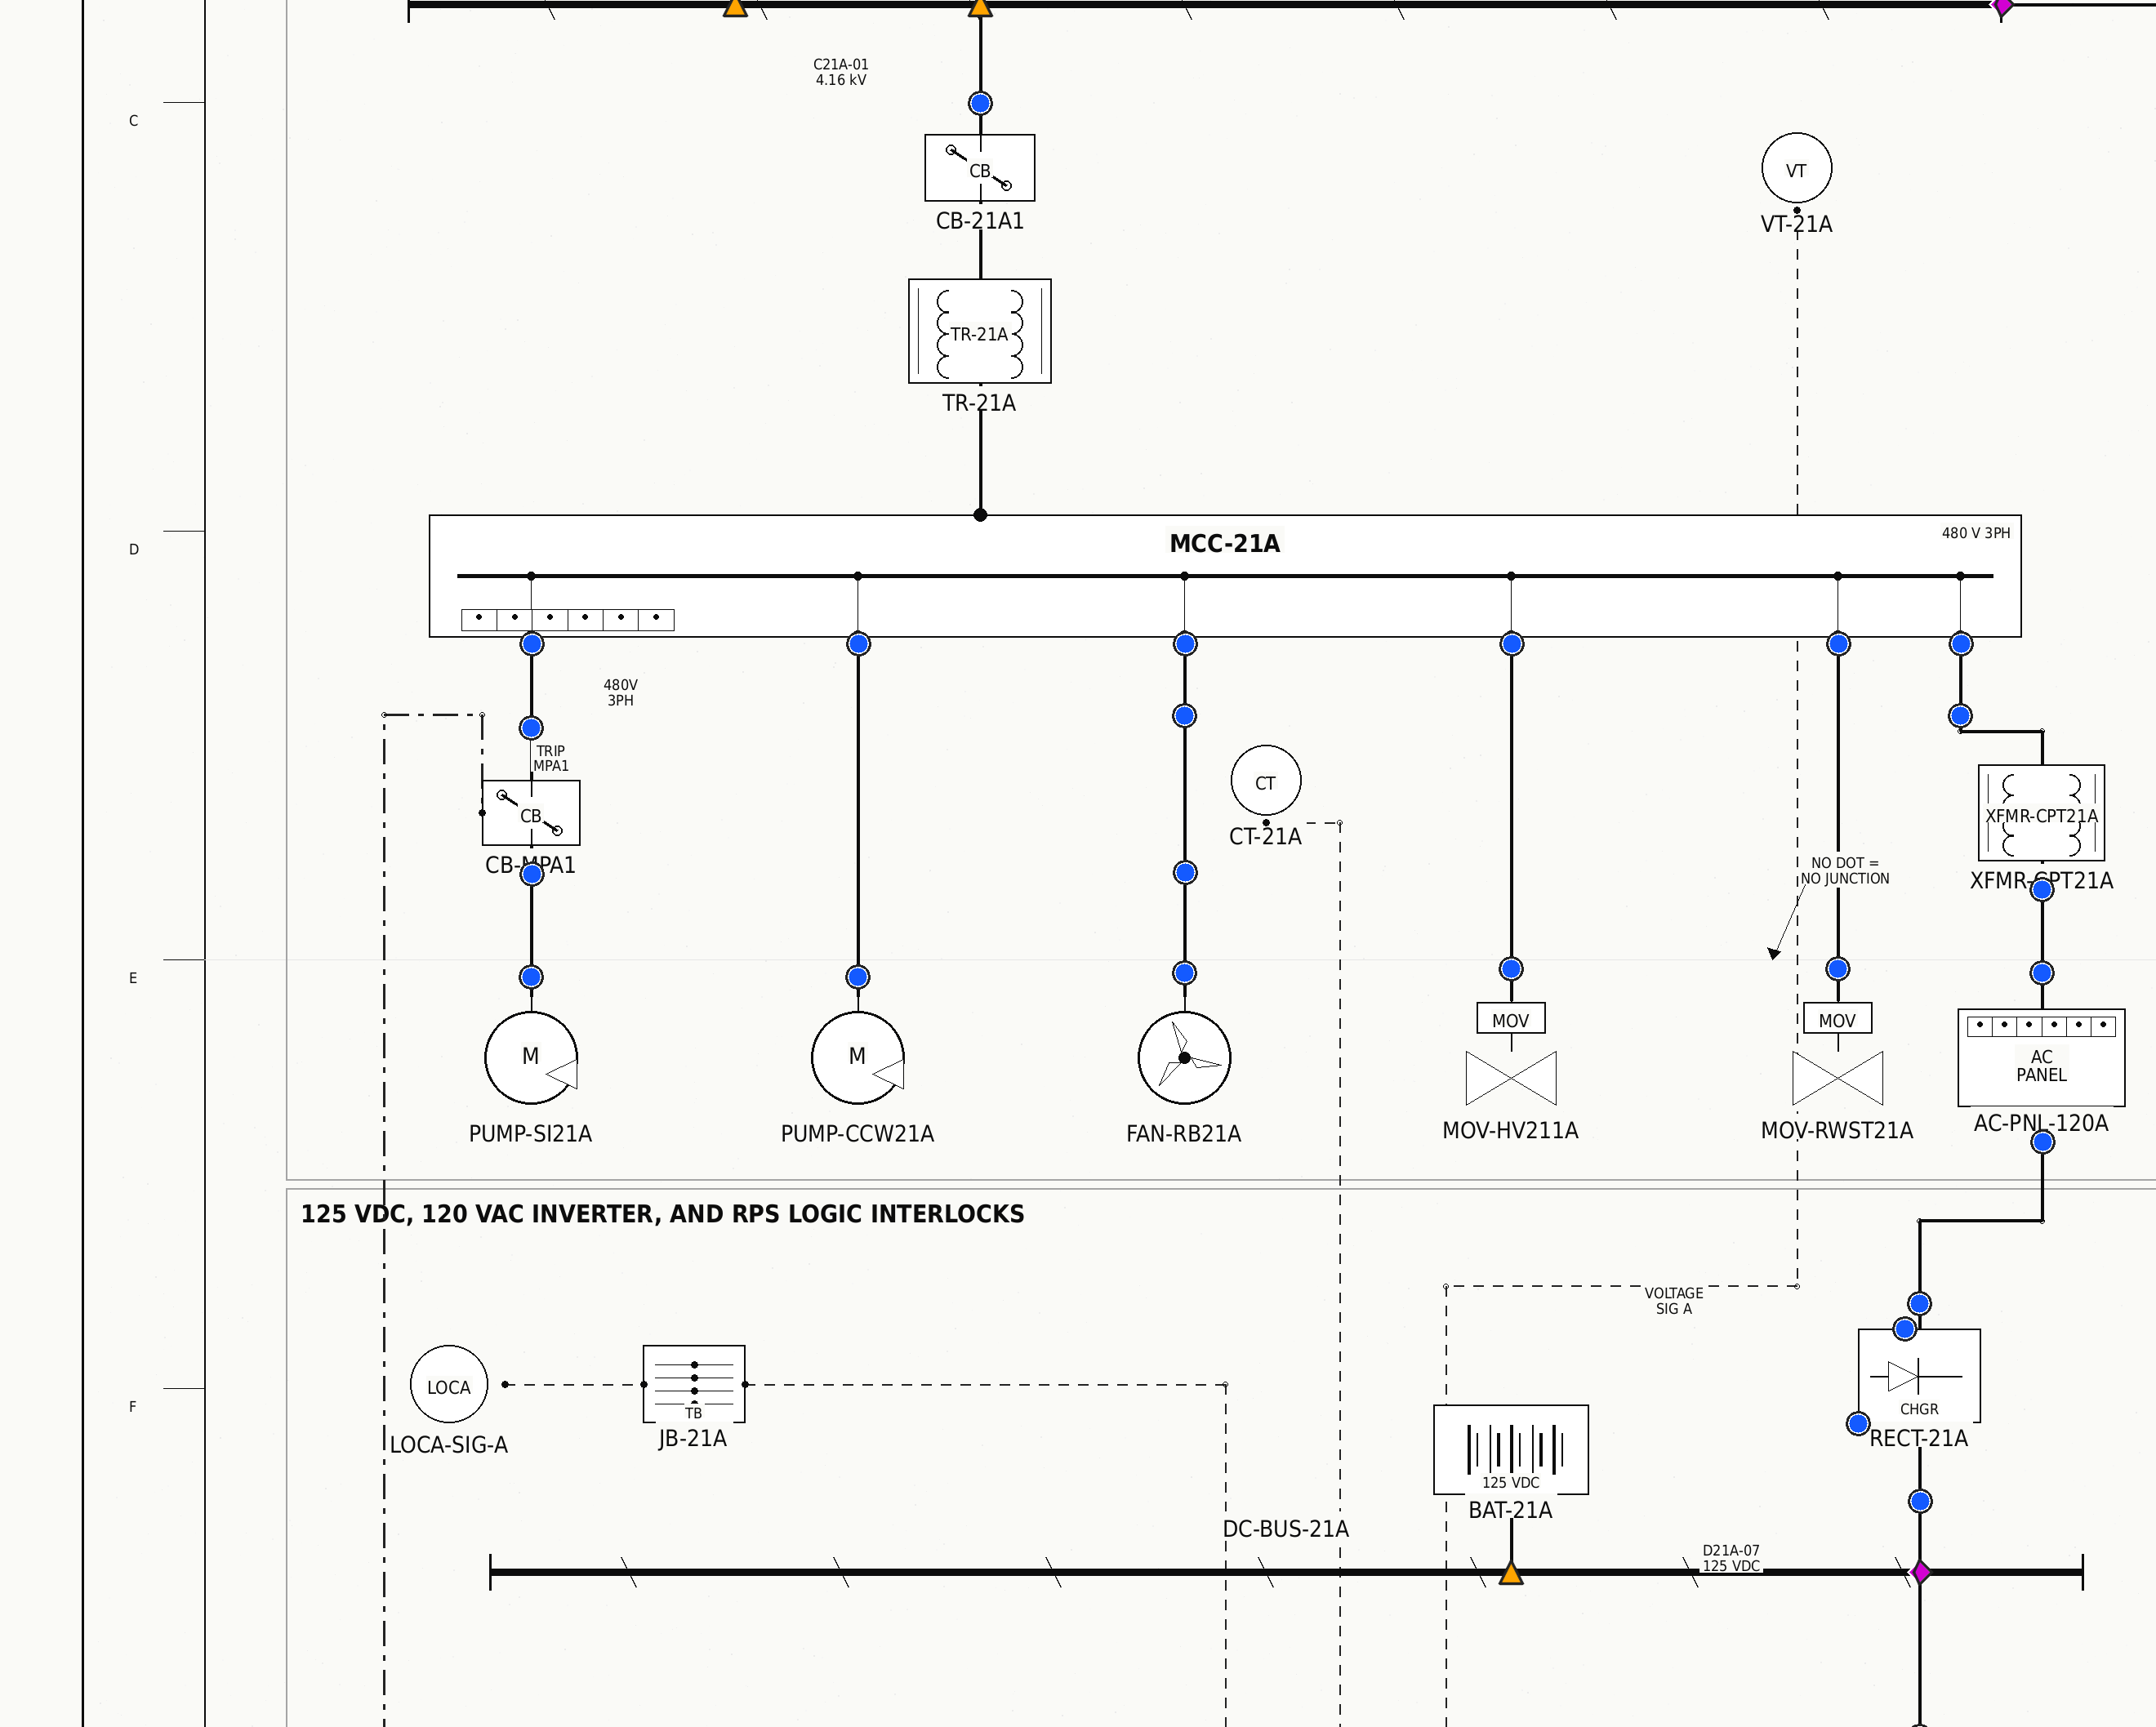 C21A-01
4.16 kV
C
CB
CB-21A1
VT
VT-21A
TR-21A
TR-21A
D
MCC-21A
480 V 3PH
480V
3PH
TRIP
MPA1
CB
CB-MPA1
CT
CT-21A
NO DOT =
NO JUNCTION
XFMR-CPT21A
XFMR-CPT21A
E
M
M
MOV
MOV
AC
PANEL
PUMP-SI21A
PUMP-CCW21A
FAN-RB21A
MOV-HV211A
MOV-RWST21A
AC-PNL-120A
125 VDC, 120 VAC INVERTER, AND RPS LOGIC INTERLOCKS
VOLTAGE
SIG A
F
LOCA
LOCA-SIG-A
TB
JB-21A
CHGR
RECT-21A
125 VDC
BAT-21A
DC-BUS-21A
D21A-07
125 VDC